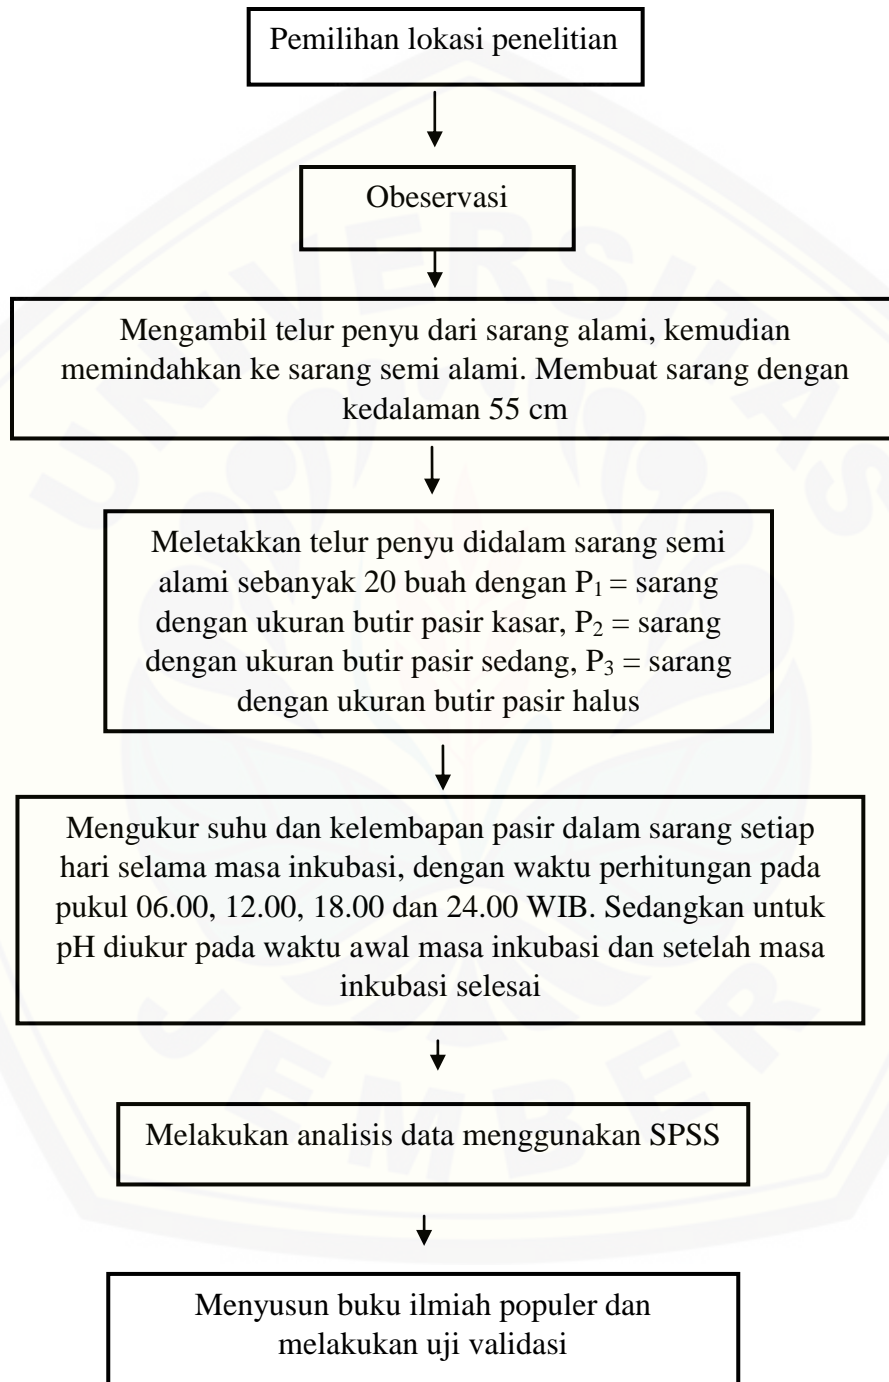 Pemilihan lokasi penelitian
Obeservasi
Mengambil telur penyu dari sarang alami, kemudian
memindahkan ke sarang semi alami. Membuat sarang dengan
kedalaman 55 cm
Meletakkan telur penyu didalam sarang semi
alami sebanyak 20 buah dengan P₁ = sarang
dengan ukuran butir pasir kasar, P₂ = sarang
dengan ukuran butir pasir sedang, P₃ = sarang
dengan ukuran butir pasir halus
Mengukur suhu dan kelembapan pasir dalam sarang setiap
hari selama masa inkubasi, dengan waktu perhitungan pada
pukul 06.00, 12.00, 18.00 dan 24.00 WIB. Sedangkan untuk
pH diukur pada waktu awal masa inkubasi dan setelah masa
inkubasi selesai
Melakukan analisis data menggunakan SPSS
Menyusun buku ilmiah populer dan
melakukan uji validasi
UNIVERSITAS
JEMBER